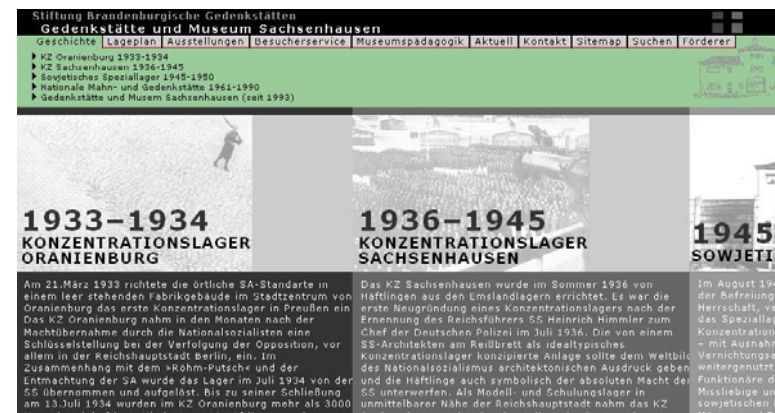 Stiftung Brandenburgische Gedenkstätten
Gedenkstätte und Museum Sachsenhausen
Geschichte Lageplan Ausstellungen Besucherservice Museumspädagogik Aktuell Kontakt Sitemap Suchen Förderer
KZ Oranienburg 1933-1934
KZ Sachsenhausen 1936-1945
Sowjetisches Speziallager 1945-1950
Nationale Mahn- und Gedenkstätte 1961-1990
Gedenkstätte und Musem Sachsenhausen (seit 1993)
1933–1934
KONZENTRATIONSLAGER
ORANIENBURG
Am 21.März 1933 richtete die örtliche SA-Standarte in
einem leer stehenden Fabrikgebäude im Stadtzentrum von
Oranienburg das erste Konzentrationslager in Preußen ein
Das KZ Oranienburg nahm in den Monaten nach der
Machtübernahme durch die Nationalsozialisten eine
Schlüsselstellung bei der Verfolgung der Opposition, vor
allem in der Reichshauptstadt Berlin, ein. Im
Zusammenhang mit dem »Röhm-Putsch« und der
Entmachtung der SA wurde das Lager im Juli 1934 von der
SS übernommen und aufgelöst. Bis zu seiner Schließung
am 13.Juli 1934 wurden im KZ Oranienburg mehr als 3000
1936–1945
KONZENTRATIONSLAGER
SACHSENHAUSEN
Das KZ Sachsenhausen wurde im Sommer 1936 von
Häftlingen aus den Emslandlagern errichtet. Es war die
erste Neugründung eines Konzentrationslagers nach der
Ernennung des Reichsführers SS Heinrich Himmler zum
Chef der Deutschen Polizei im Juli 1936. Die von einem
SS-Architekten am Reißbrett als idealtypisches
Konzentrationslager konzipierte Anlage sollte dem Weltbild
des Nationalsozialismus architektonischen Ausdruck geben
und die Häftlinge auch symbolisch der absoluten Macht der
SS unterwerfen. Als Modell- und Schulungslager in
unmittelbarer Nähe der Reichshauptstadt nahm das KZ
1945
SOWJETI
Im August 194
der Befreiung
Herrschaft, ve
das Speziallag
Konzentration
– mit Ausnahm
Vernichtungsa
weitergenutzt
Funktionäre d
Missliebige u
sowjetischen